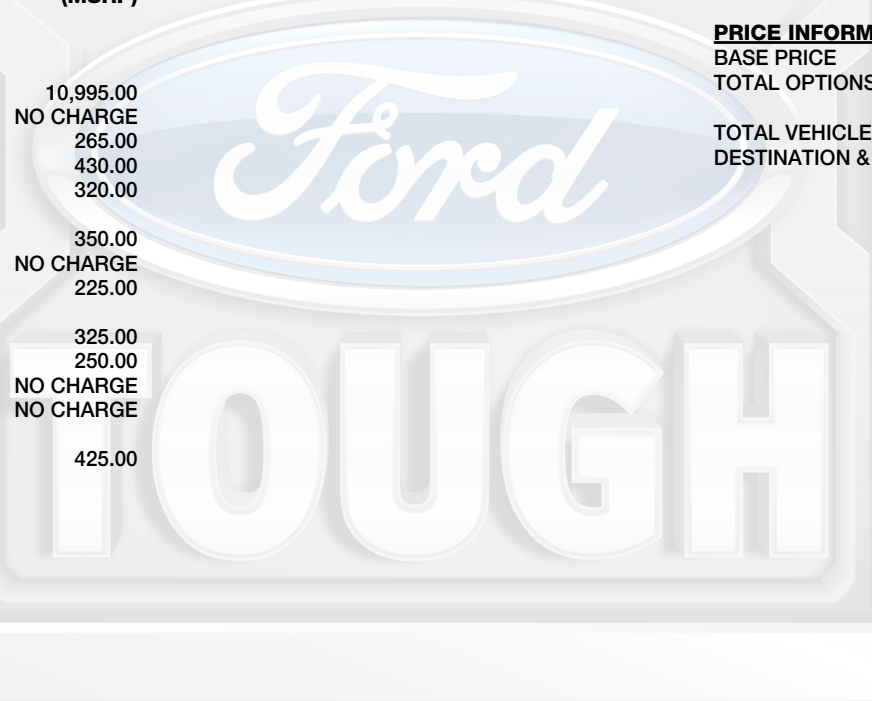 (MSRP)
10,995.00
NO CHARGE
265.00
430.00
320.00
350.00
NO CHARGE
225.00
325.00
250.00
NO CHARGE
NO CHARGE
425.00
PRICE INFORM
BASE PRICE
TOTAL OPTIONS
TOTAL VEHICLE
DESTINATION &
Ford
TOUGH